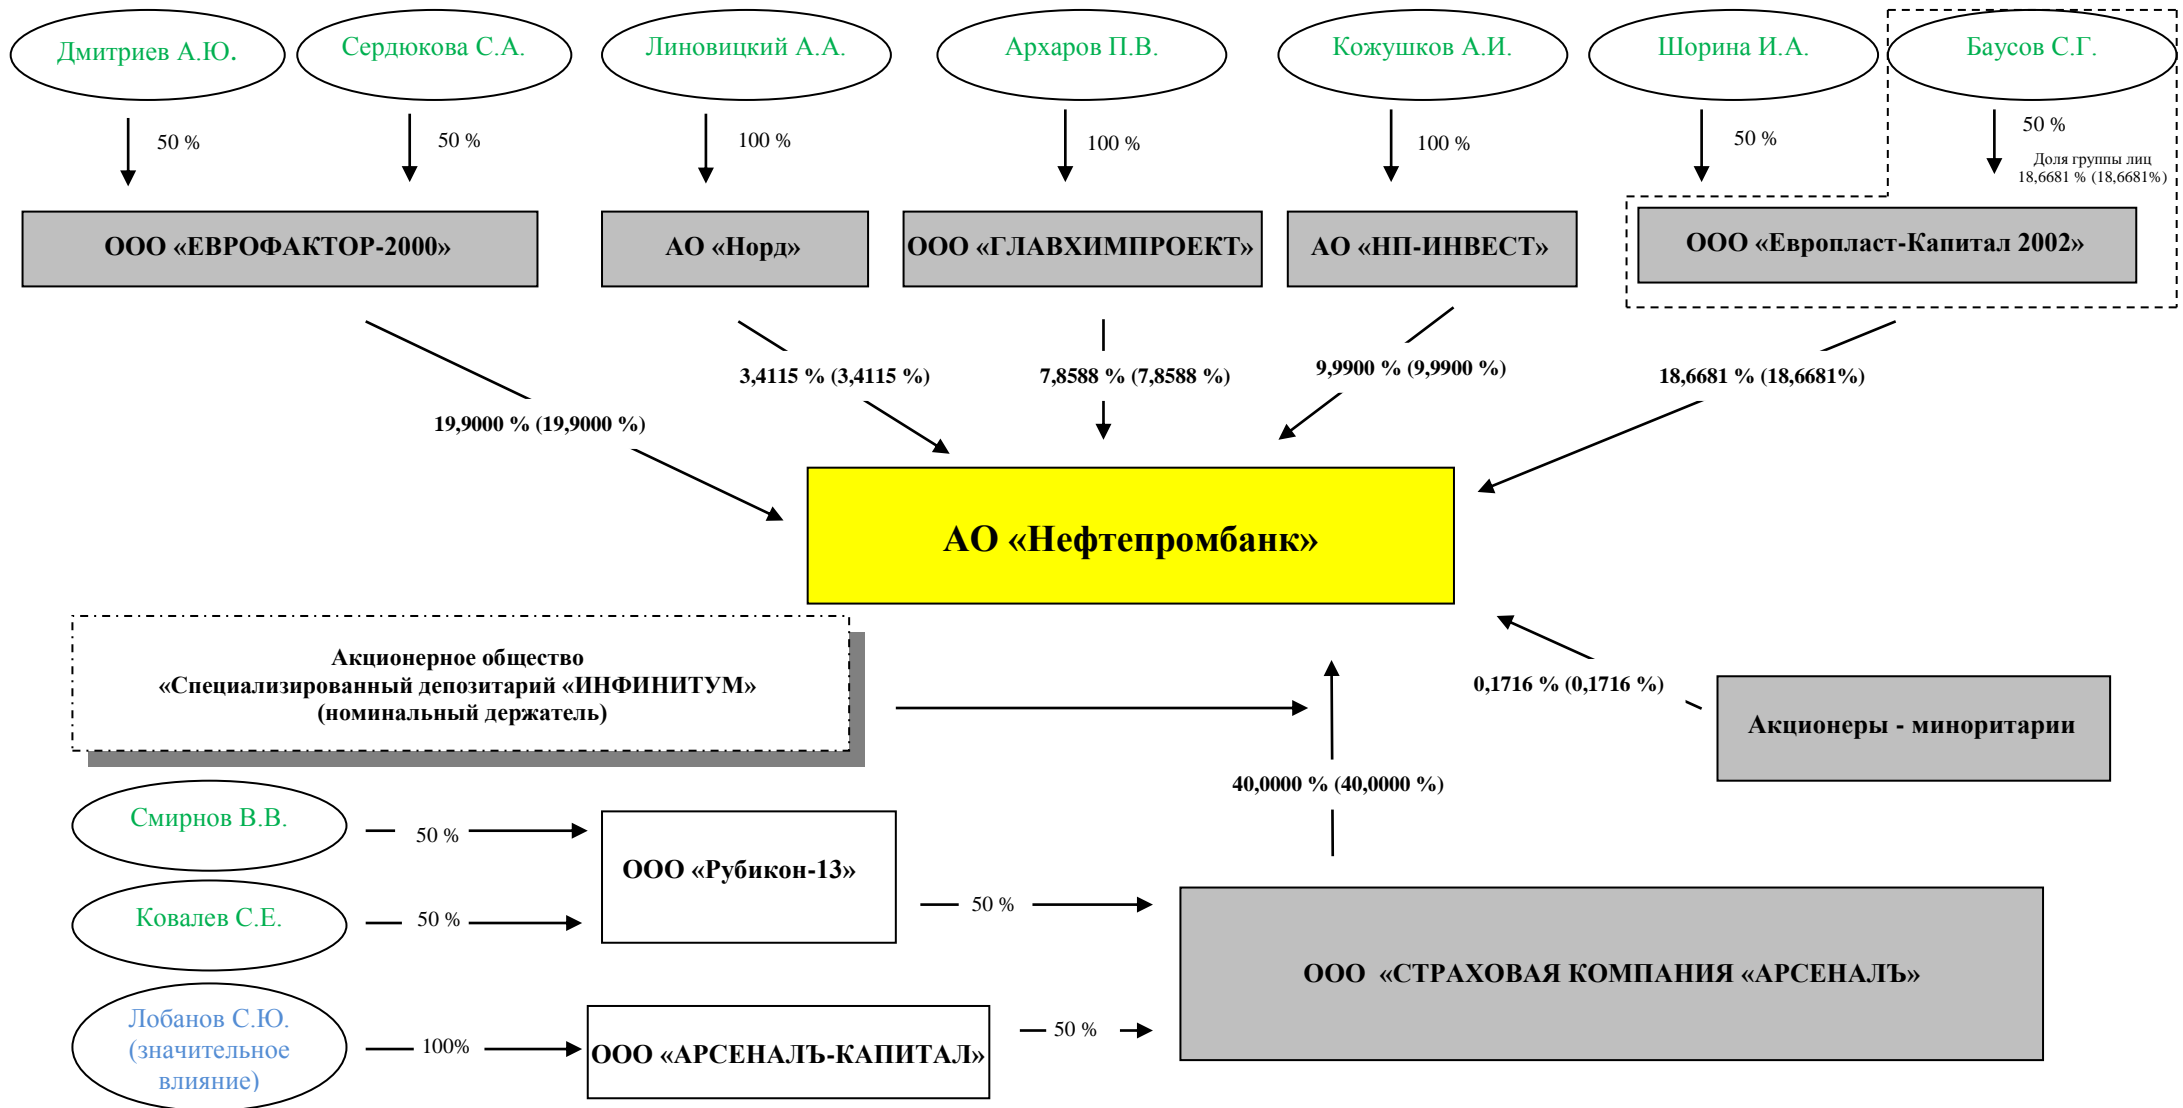 Дмитриев А.Ю.
Сердюкова С.А.
Линовицкий А.А.
Архаров П.В.
Кожушков А.И.
Шорина И.А.
Баусов С.Г.
50 %
50 %
100 %
100 %
100 %
50 %
50 %
Доля группы лиц
18,6681 % (18,6681%)
ООО «ЕВРОФАКТОР-2000»
АО «Норд»
ООО «ГЛАВХИМПРОЕКТ»
АО «НП-ИНВЕСТ»
ООО «Европласт-Капитал 2002»
19,9000 % (19,9000 %)
3,4115 % (3,4115 %)
7,8588 % (7,8588 %)
9,9900 % (9,9900 %)
18,6681 % (18,6681%)
АО «Нефтепромбанк»
Акционерное общество
«Специализированный депозитарий «ИНФИНИТУМ»
(номинальный держатель)
0,1716 % (0,1716 %)
Акционеры - миноритарии
40,0000 % (40,0000 %)
Смирнов В.В.
50 %
ООО «Рубикон-13»
Ковалев С.Е.
50 %
50 %
ООО «СТРАХОВАЯ КОМПАНИЯ «АРСЕНАЛЪ»
Лобанов С.Ю.
(значительное
влияние)
100%
ООО «АРСЕНАЛЪ-КАПИТАЛ»
50 %